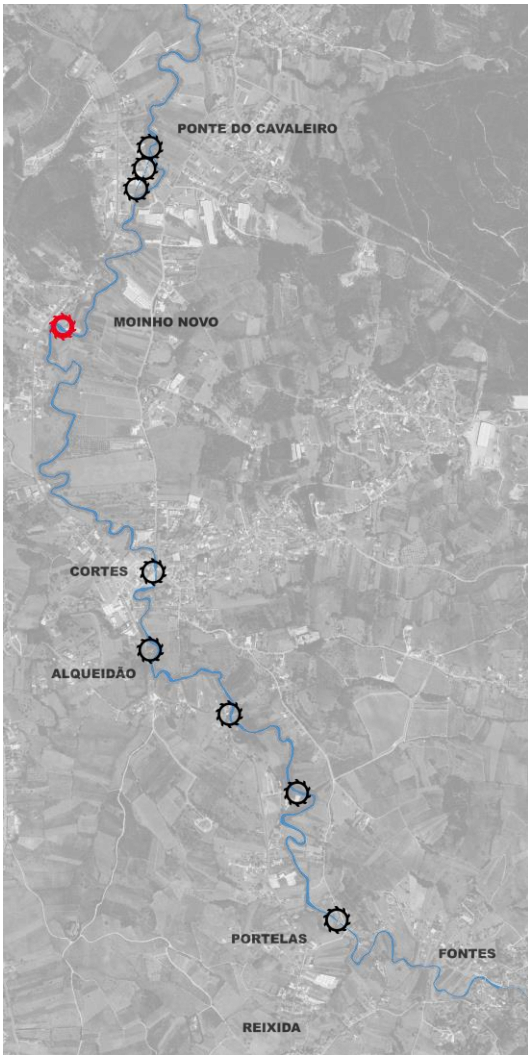 PONTE DO CAVALEIRO
MOINHO NOVO
CORTES
ALQUEIDÃO
PORTELAS
FONTES
REIXIDA